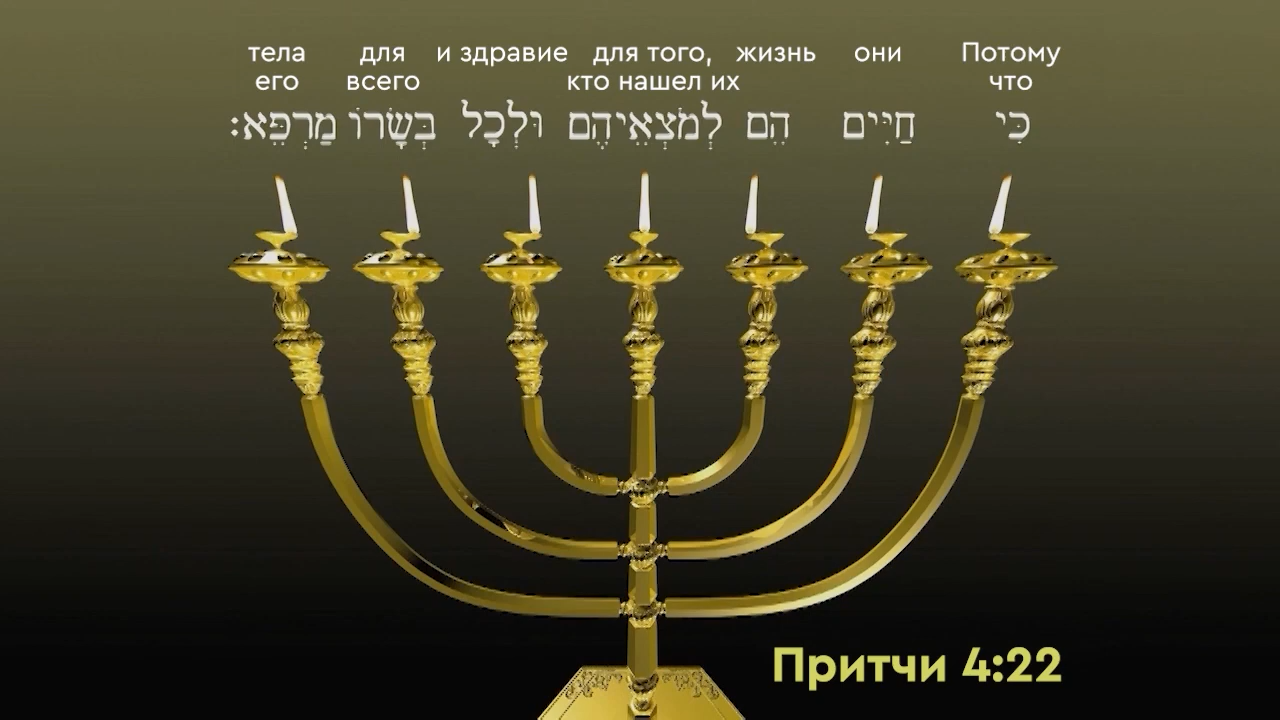 тела для и здравие для того, жизнь они Потому
его всего кто нашел их что
כִּי חַיִּים הֵם לְמֹצְאֵיהֶם וּלְכָל בְּשָׂרוֹ מַרְפֵּא׃
Притчи 4:22